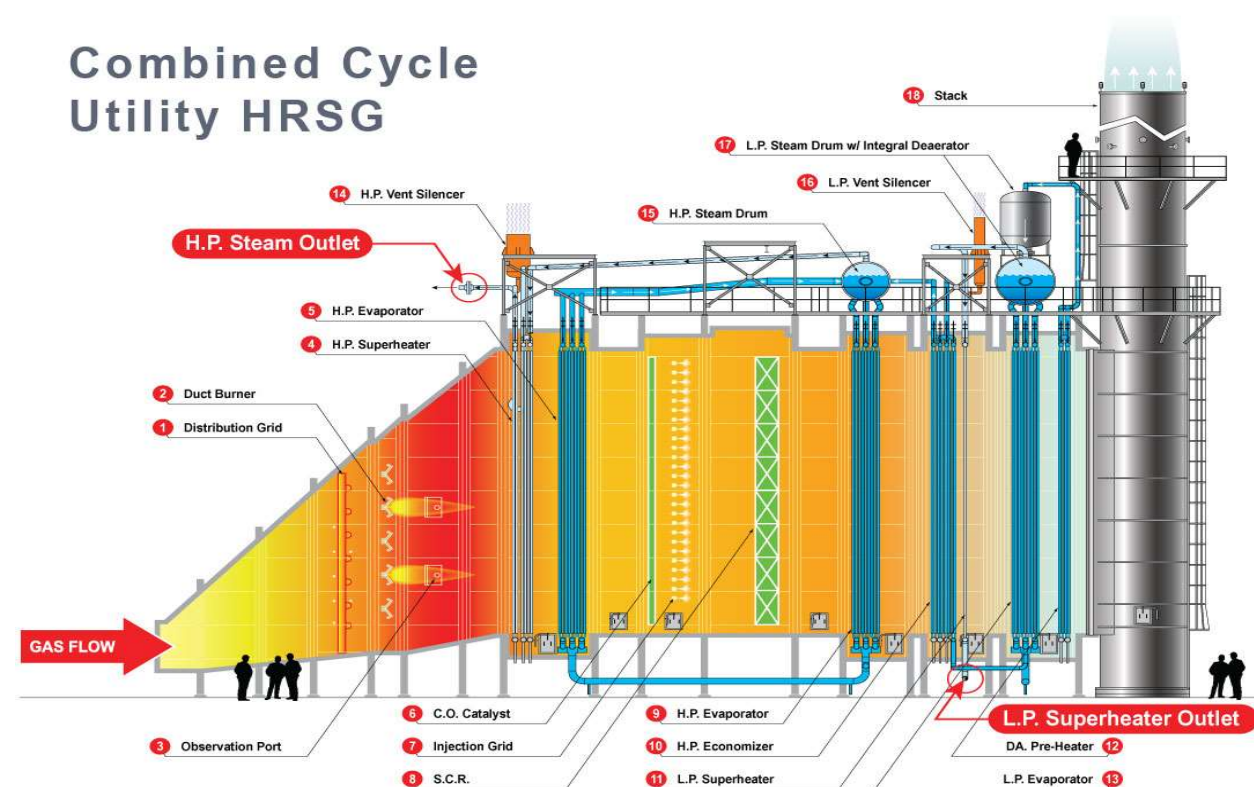 Combined Cycle
Utility HRSG
18 Stack
17 L.P. Steam Drum w/ Integral Deaerator
16 L.P. Vent Silencer
14 H.P. Vent Silencer
15 H.P. Steam Drum
H.P. Steam Outlet
5 H.P. Evaporator
4 H.P. Superheater
2 Duct Burner
1 Distribution Grid
GAS FLOW
6 C.O. Catalyst
9 H.P. Evaporator
L.P. Superheater Outlet
3 Observation Port
7 Injection Grid
10 H.P. Economizer
DA. Pre-Heater 12
8 S.C.R.
11 L.P. Superheater
L.P. Evaporator 13